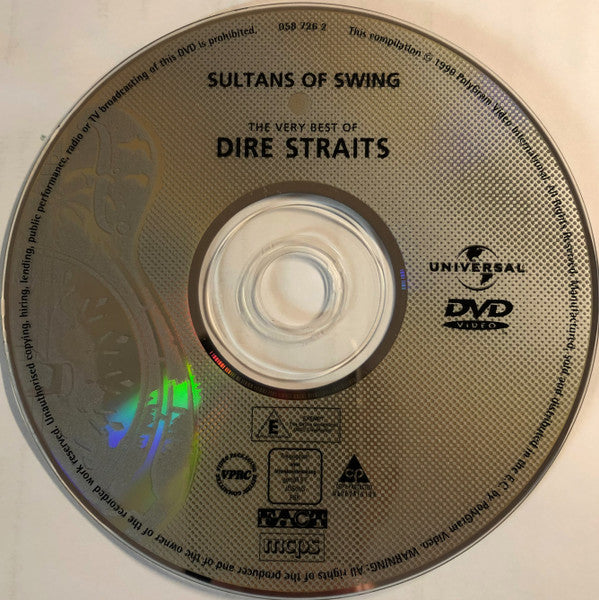 058 726 2
SULTANS OF SWING
THE VERY BEST OF
DIRE STRAITS
UNIVERSAL
DVD
VIDEO
E
VPRC
FACT
mcps
This compilation © 1998 PolyGram Video International. All Rights Reserved. Manufactured, sold and distributed in the E.C. by PolyGram Video. WARNING: All rights of the producer and of the owner of the recorded work reserved. Unauthorised copying, hiring, lending, public performance, radio or TV broadcasting of this DVD is prohibited.